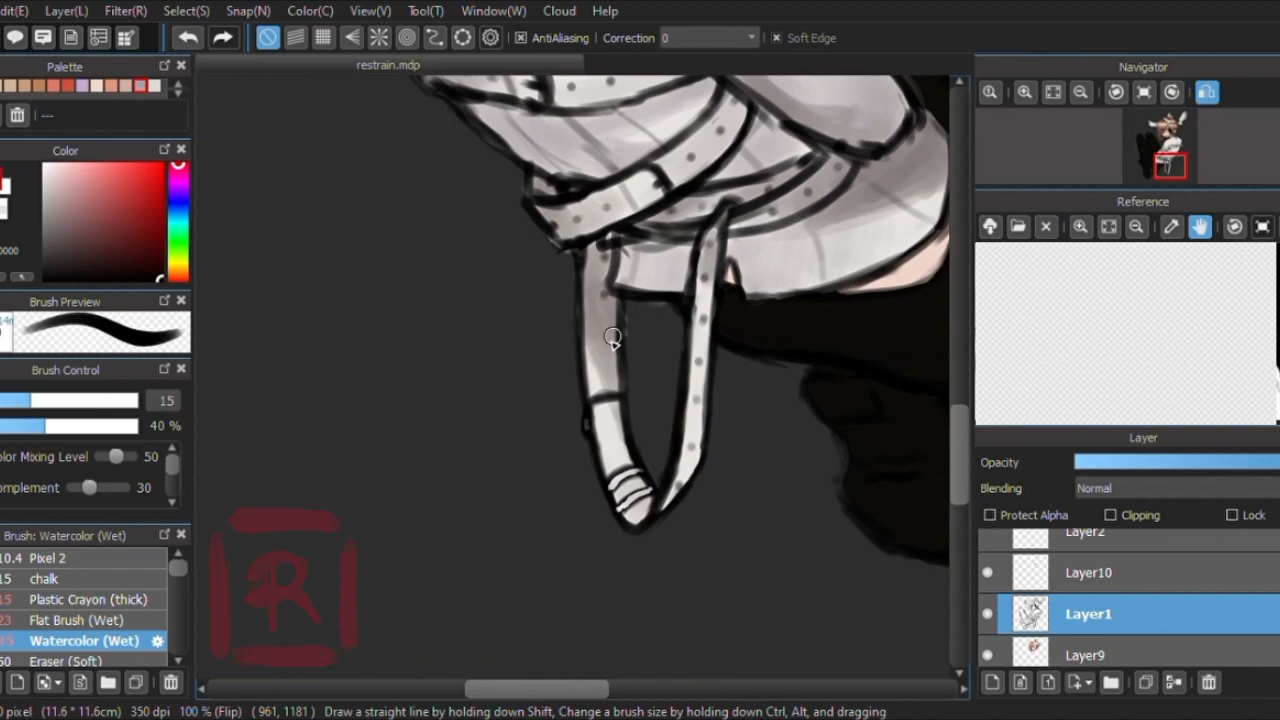 dit(E) Layer(L) Filter(R) Select(S) Snap(N) Color(C) View(V) Tool(T) Window(W) Cloud Help
AntiAliasing Correction 0 Soft Edge
Palette
restrain.mdp
Navigator
---
Color
Reference
0000
Brush Preview
Brush Control
15
40 %
olor Mixing Level 50
omplement 30
Layer
Opacity
Blending Normal
Protect Alpha Clipping Lock
Layer2
Layer10
Layer1
Layer9
Brush: Watercolor (Wet)
10.4 Pixel 2
15 chalk
15 Plastic Crayon (thick)
23 Flat Brush (Wet)
15 Watercolor (Wet)
50 Eraser (Soft)
R
0 pixel (11.6 * 11.6cm) 350 dpi 100 % (Flip) ( 961, 1181 ) Draw a straight line by holding down Shift, Change a brush size by holding down Ctrl, Alt, and dragging